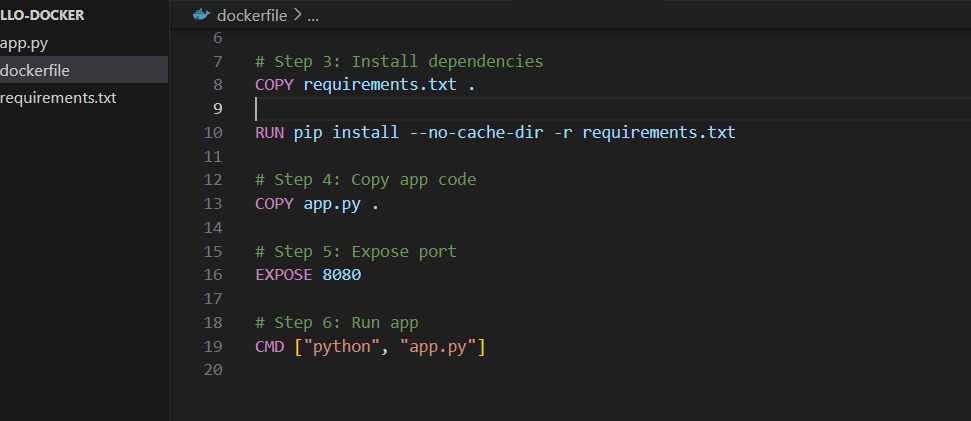 LLO-DOCKER
app.py
dockerfile
requirements.txt
dockerfile > ...
6
7 # Step 3: Install dependencies
8 COPY requirements.txt .
9
10 RUN pip install --no-cache-dir -r requirements.txt
11
12 # Step 4: Copy app code
13 COPY app.py .
14
15 # Step 5: Expose port
16 EXPOSE 8080
17
18 # Step 6: Run app
19 CMD ["python", "app.py"]
20